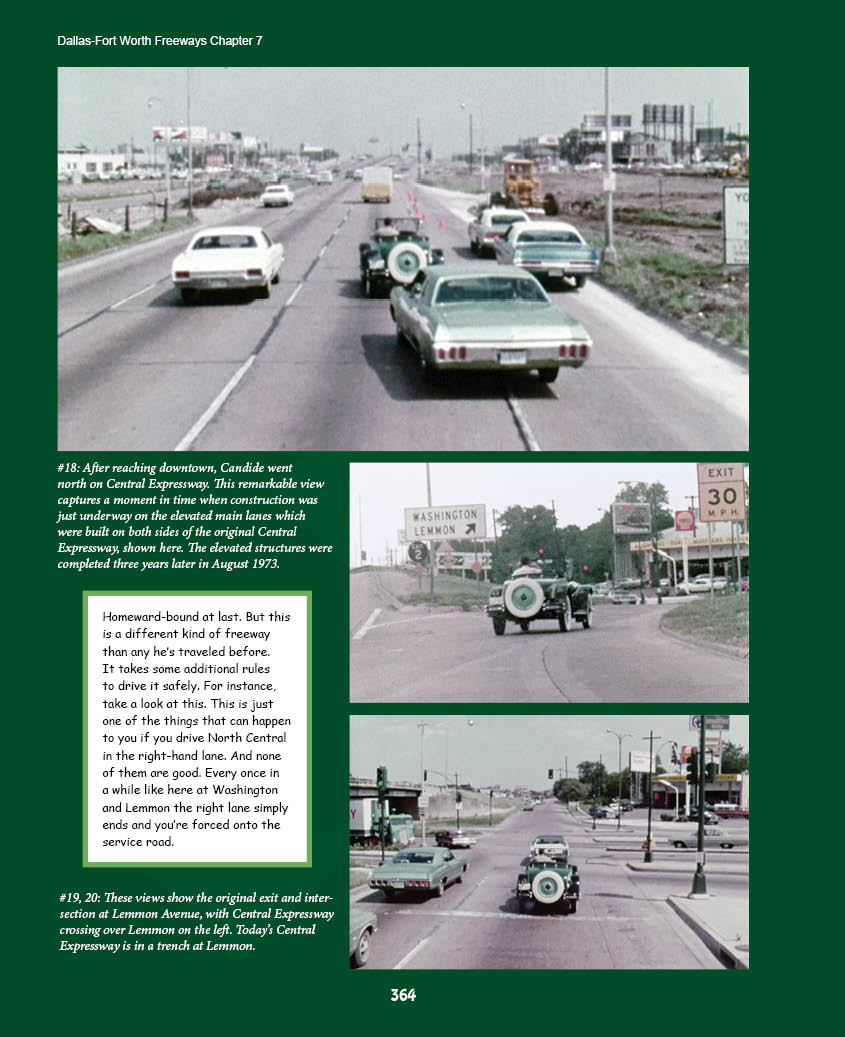 Dallas-Fort Worth Freeways Chapter 7
YO
#18: After reaching downtown, Candide went
north on Central Expressway. This remarkable view
captures a moment in time when construction was
just underway on the elevated main lanes which
were built on both sides of the original Central
Expressway, shown here. The elevated structures were
completed three years later in August 1973.
EXIT
30
M.P.H.
WASHINGTON
LEMMON
EXIT
2
Homeward-bound at last. But this
is a different kind of freeway
than any he's traveled before.
It takes some additional rules
to drive it safely. For instance,
take a look at this. This is just
one of the things that can happen
to you if you drive North Central
in the right-hand lane. And none
of them are good. Every once in
a while like here at Washington
and Lemmon the right lane simply
ends and you're forced onto the
service road.
Y
#19, 20: These views show the original exit and inter-
section at Lemmon Avenue, with Central Expressway
crossing over Lemmon on the left. Today's Central
Expressway is in a trench at Lemmon.
364